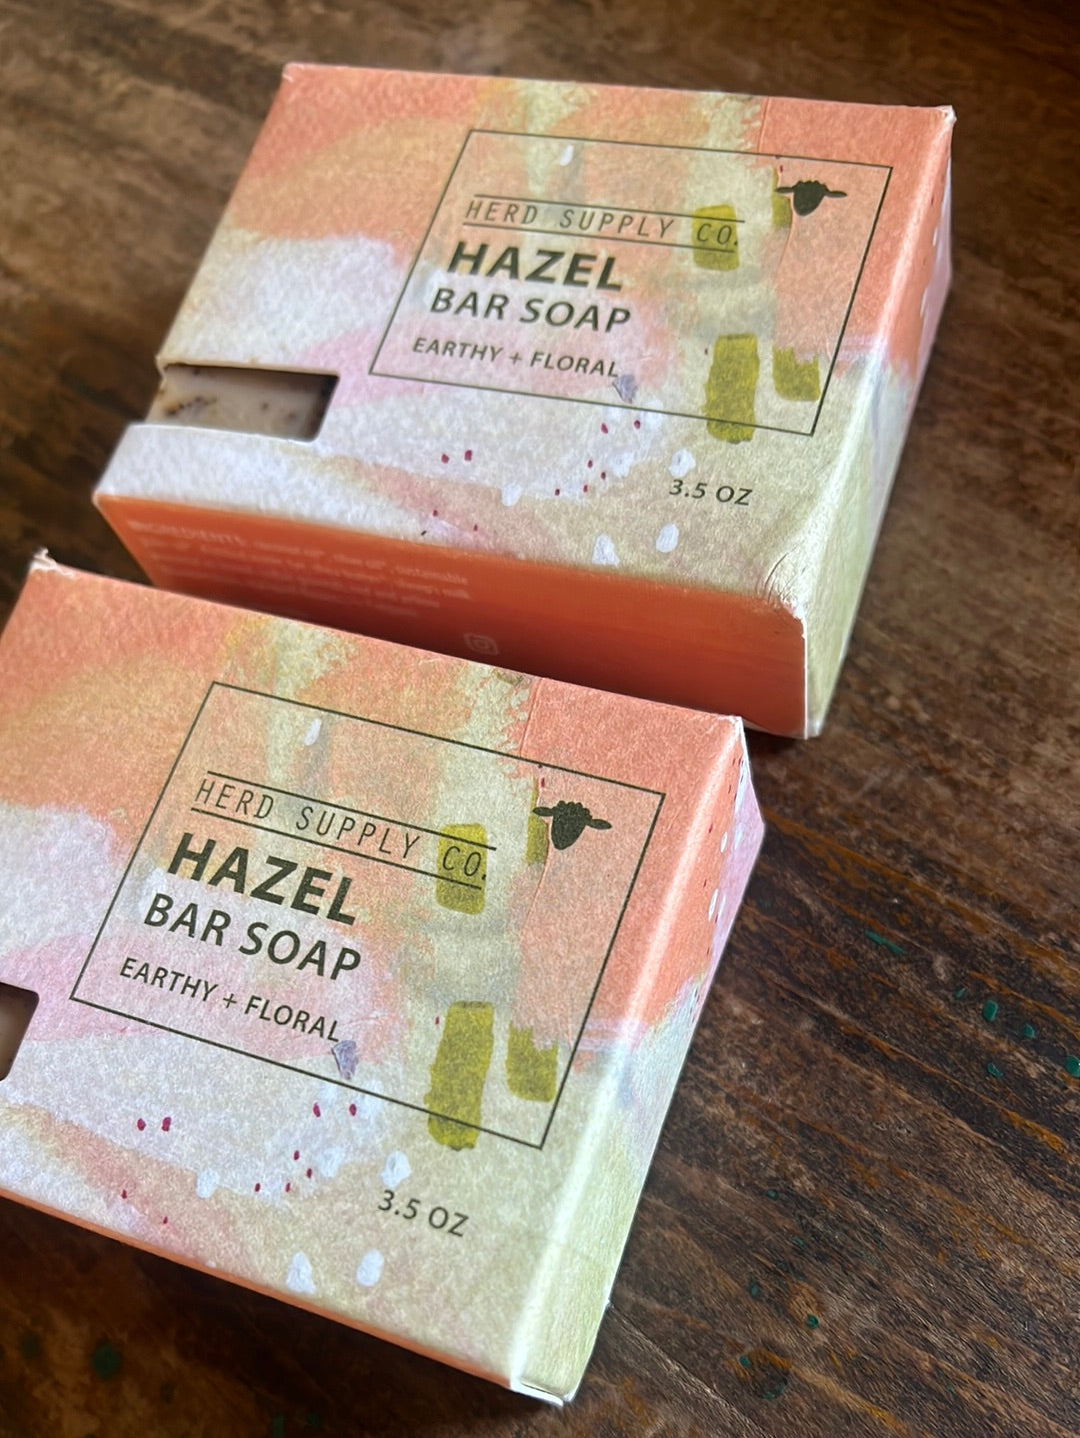 HERD SUPPLY CO.
HAZEL
BAR SOAP
EARTHY + FLORAL
3.5 OZ
INGREDIENTS
HERD SUPPLY CO.
HAZEL
BAR SOAP
EARTHY + FLORAL
3.5 OZ